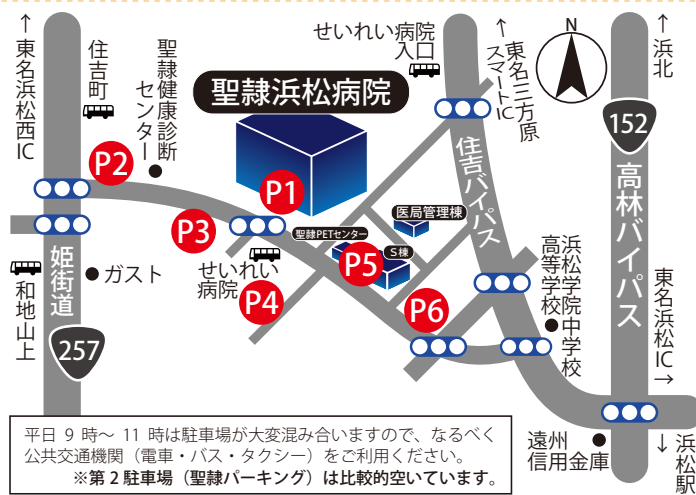 ↑東名浜松西IC
住吉町
聖隷健康診断
センター
せいれい病院
入口
↑東名三方原
スマートIC
N
↑浜北
聖隷浜松病院
152
P2
P1
P3
住吉バイパス
高林バイパス
医局管理棟
聖隷PETセンター
S棟
せいれい
病院
P5
P4
P6
姫街道
ガスト
和地山上
257
浜松学院中学校
高等学校
東名浜松IC→
遠州
信用金庫
↓浜松駅
平日 9 時～ 11 時は駐車場が大変混み合いますので、なるべく
公共交通機関（電車・バス・タクシー）をご利用ください。
※第 2 駐車場（聖隷パーキング）は比較的空いています。